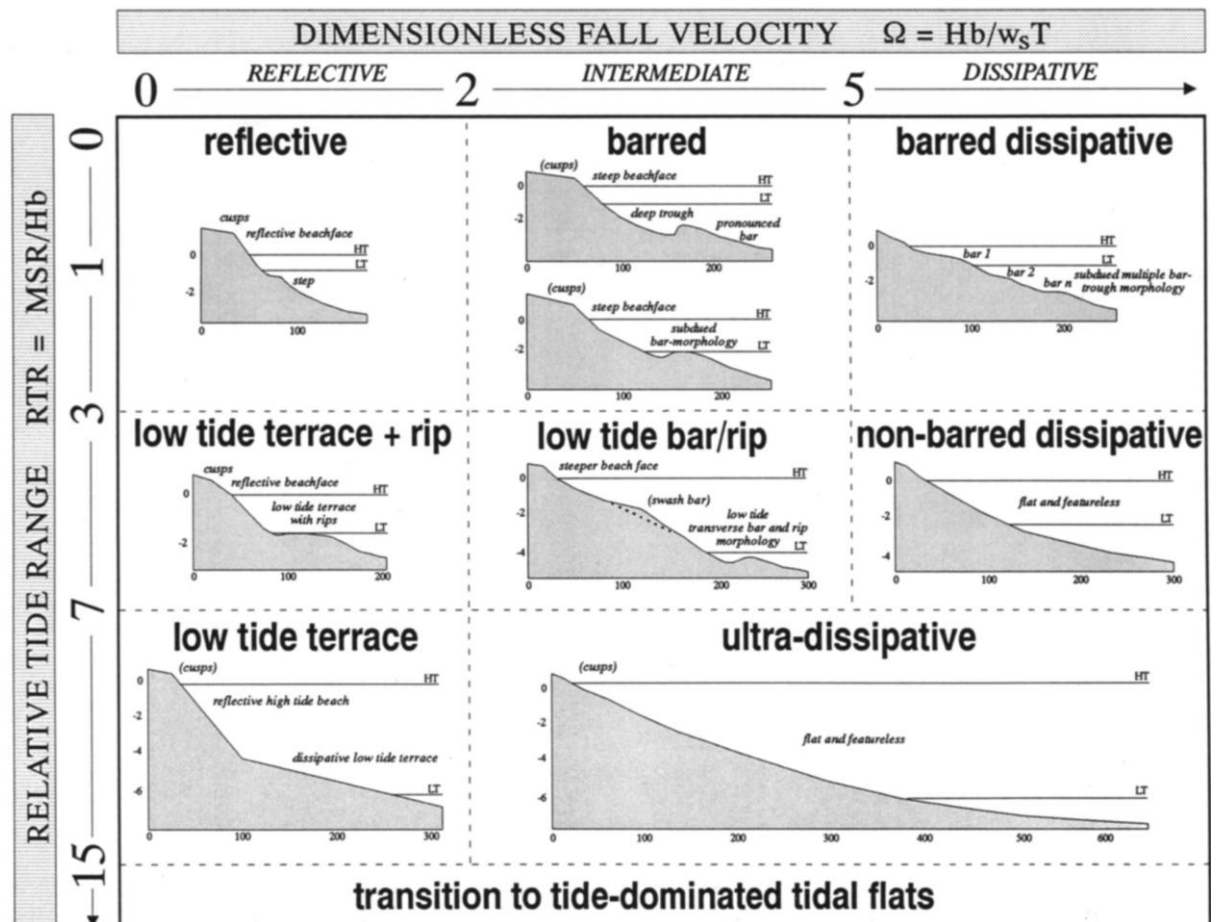 DIMENSIONLESS FALL VELOCITY Ω = Hb/wsT
0 REFLECTIVE 2 INTERMEDIATE 5 DISSIPATIVE
RELATIVE TIDE RANGE RTR = MSR/Hb
0
1
3
7
15
reflective
cusps
reflective beachface
HT
LT
step
0
-2
0 100
barred
(cusps)
steep beachface
HT
LT
deep trough
pronounced
bar
0
-2
0 100 200
(cusps)
steep beachface
HT
subdued
bar-morphology
LT
0
-2
0 100 200
barred dissipative
HT
bar 1
LT
bar 2
bar n
subdued multiple bar-
trough morphology
0
-2
0 100 200
low tide terrace + rip
cusps
reflective beachface
HT
low tide terrace
with rips
LT
0
-2
0 100 200
low tide bar/rip
steeper beach face
HT
(swash bar)
low tide
transverse bar and rip
morphology
LT
0
-2
-4
0 100 200 300
non-barred dissipative
HT
flat and featureless
LT
0
-2
-4
0 100 200 300
low tide terrace
(cusps)
HT
reflective high tide beach
dissipative low tide terrace
LT
0
-2
-4
-6
0 100 200 300
ultra-dissipative
(cusps)
HT
flat and featureless
LT
0
-2
-4
-6
0 100 200 300 400 500 600
transition to tide-dominated tidal flats